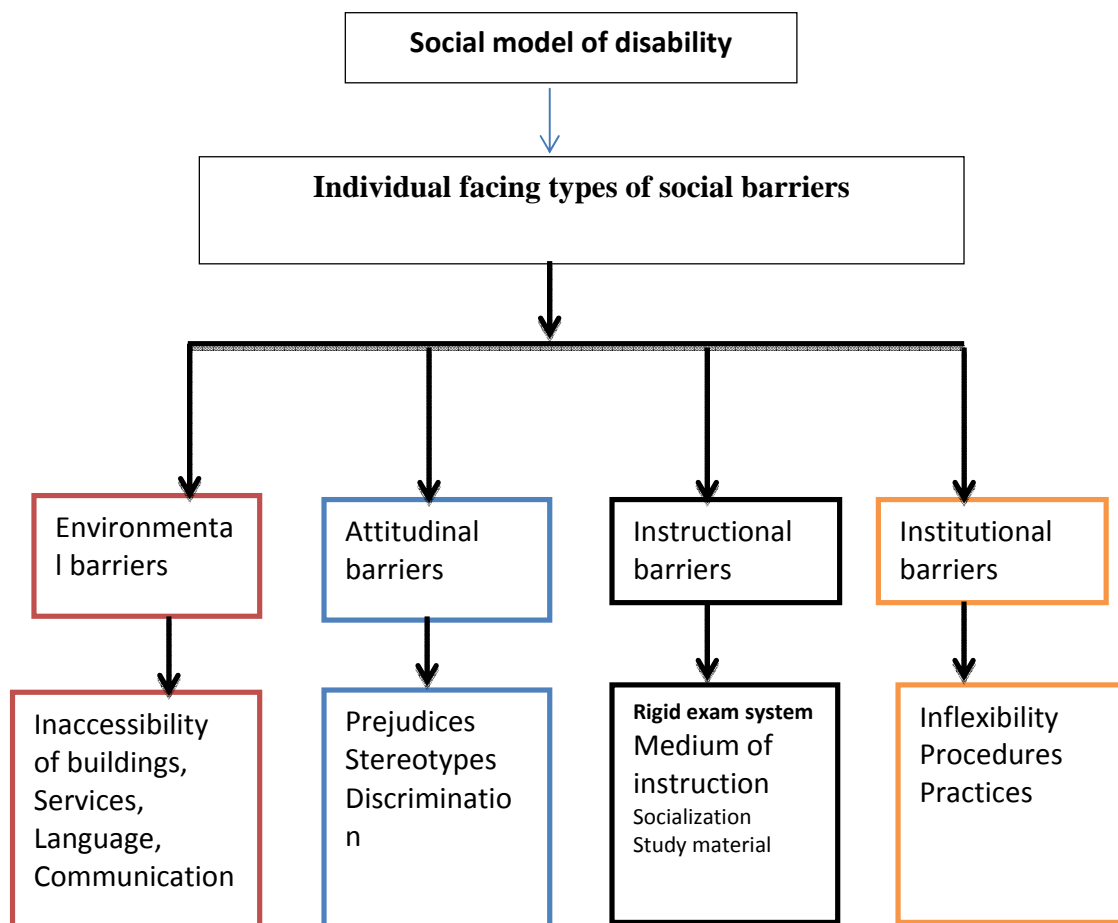 Social model of disability
Individual facing types of social barriers
Environmenta
l barriers
Attitudinal
barriers
Instructional
barriers
Institutional
barriers
Inaccessibility
of buildings,
Services,
Language,
Communication
Prejudices
Stereotypes
Discriminatio
n
Rigid exam system
Medium of
instruction
Socialization
Study material
Inflexibility
Procedures
Practices